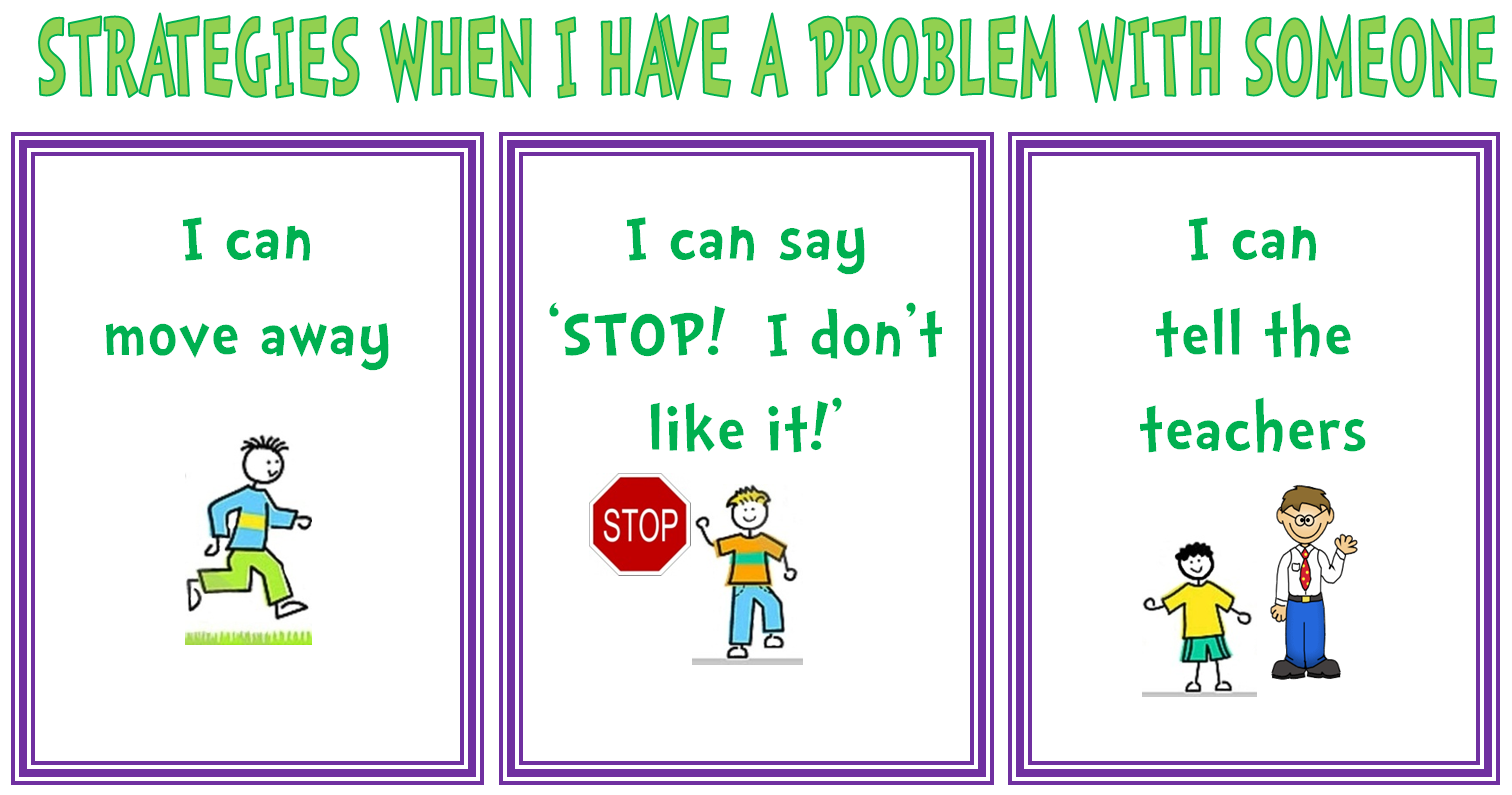 STRATEGIES WHEN I HAVE A PROBLEM WITH SOMEONE
I can
move away
I can say
‘STOP! I don’t
like it!’
STOP
I can
tell the
teachers